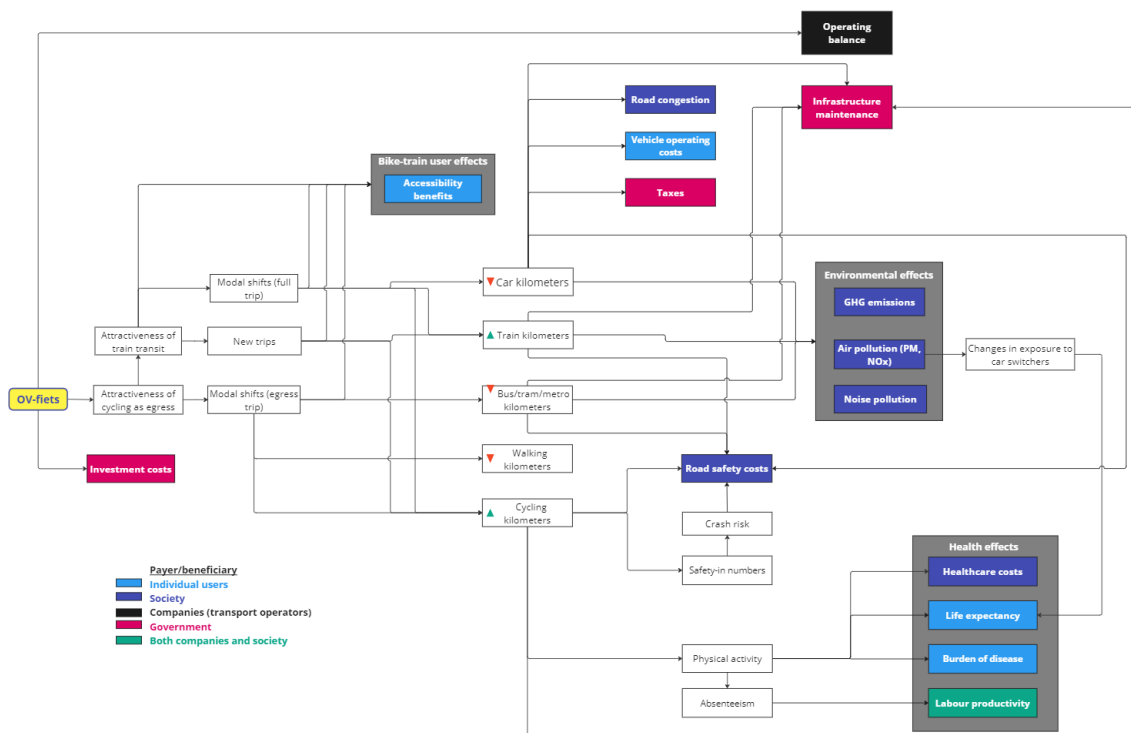 Operating
balance
Road congestion
Infrastructure
maintenance
Vehicle operating
costs
Bike-train user effects
Accessibility
benefits
Taxes
Modal shifts (full
trip)
Car kilometers
Environmental effects
GHG emissions
Attractiveness of
train transit
New trips
Train kilometers
Air pollution (PM,
NOx)
Changes in exposure to
car switchers
OV-fiets
Attractiveness of
cycling as egress
Modal shifts (egress
trip)
Bus/tram/metro
kilometers
Noise pollution
Investment costs
Walking
kilometers
Road safety costs
Cycling
kilometers
Crash risk
Safety-in numbers
Health effects
Healthcare costs
Life expectancy
Physical activity
Burden of disease
Absenteeism
Labour productivity
Payer/beneficiary
Individual users
Society
Companies (transport operators)
Government
Both companies and society